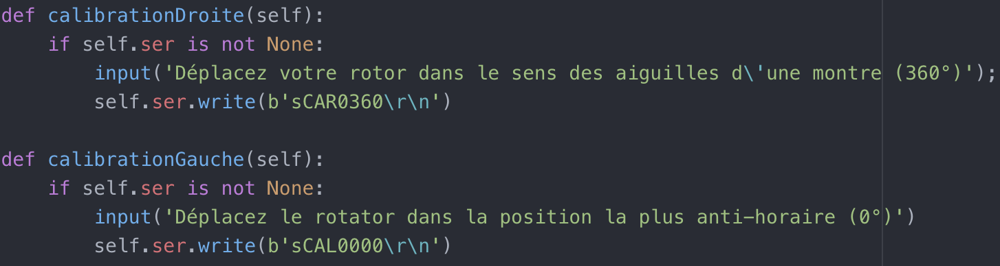 def calibrationDroite(self):
    if self.ser is not None:
        input('Déplacez votre rotor dans le sens des aiguilles d\'une montre (360°)');
        self.ser.write(b'sCAR0360\r\n')

def calibrationGauche(self):
    if self.ser is not None:
        input('Déplacez le rotator dans la position la plus anti-horaire (0°)')
        self.ser.write(b'sCAL0000\r\n')